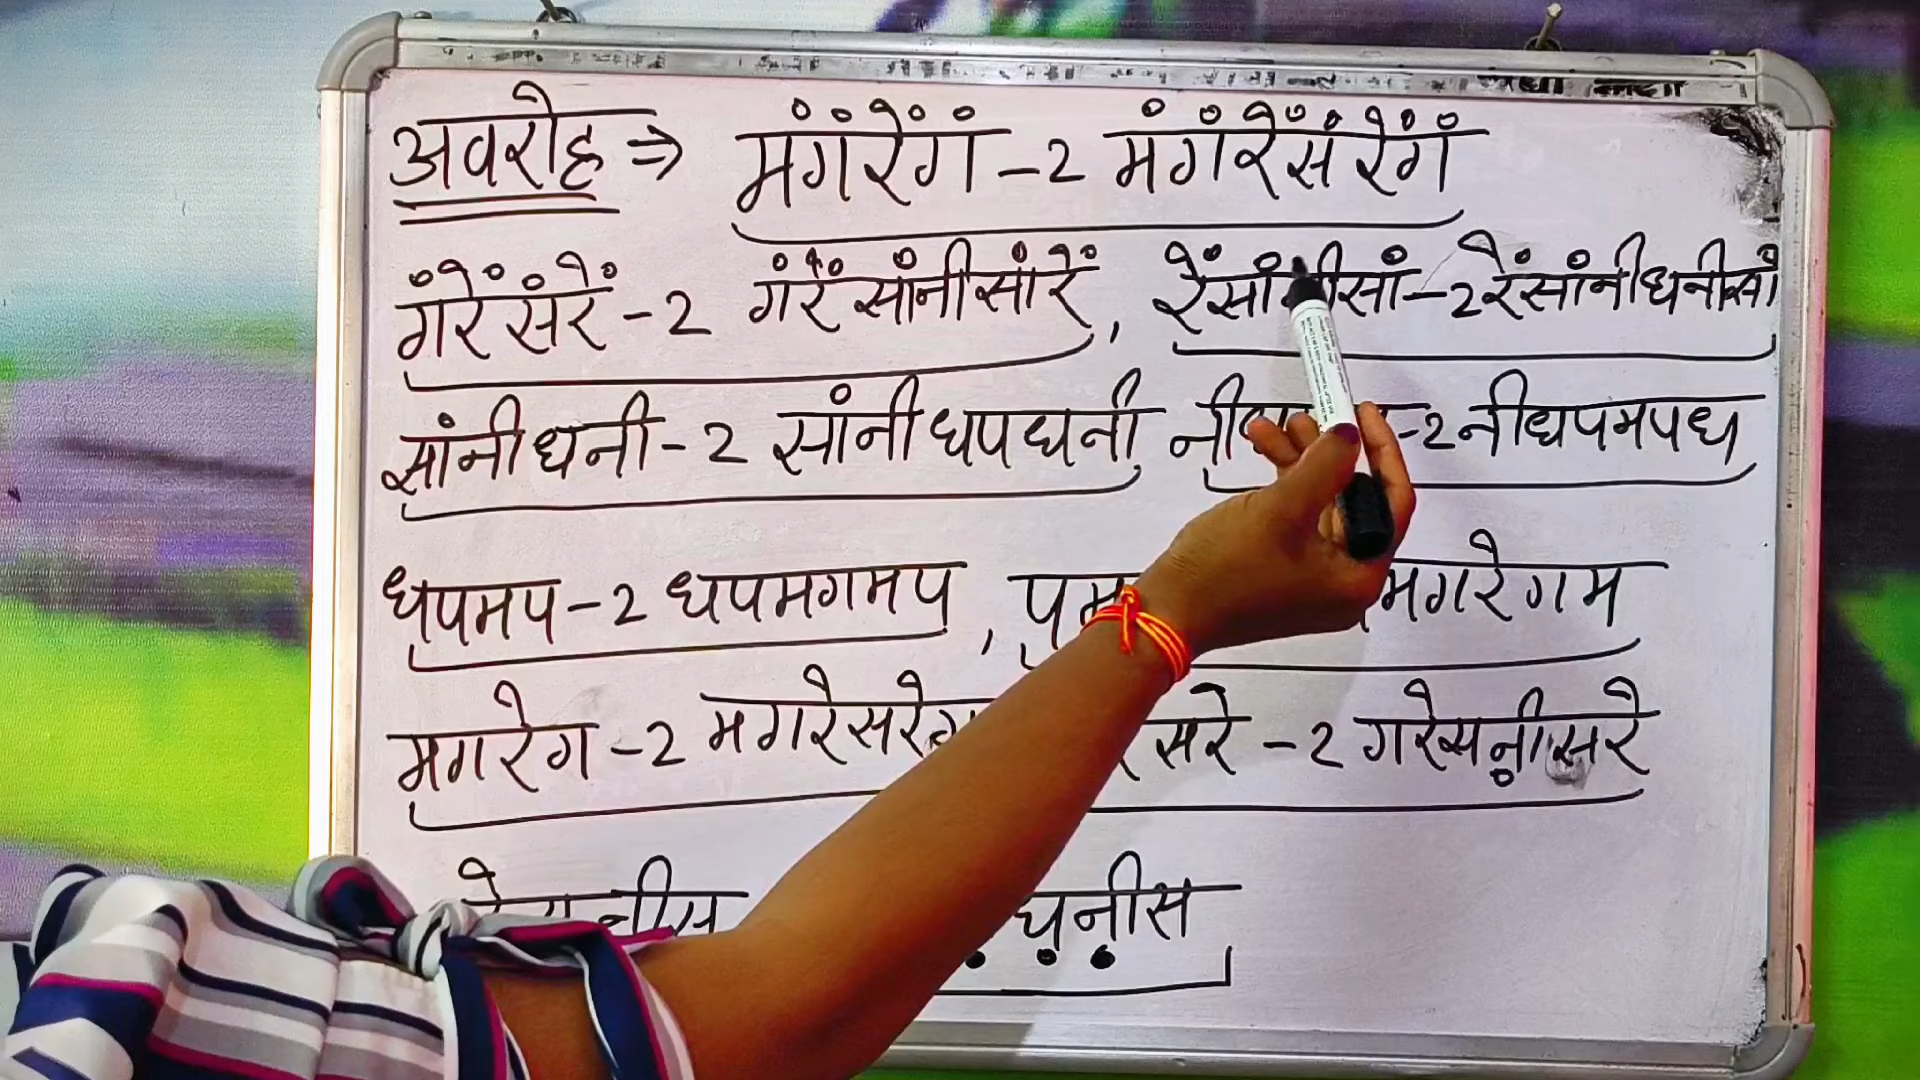 अवरोह ⇒ मंगंरेंगं - 2 मंगंरेंसंरेंगं
गंरेंसंरें - 2 गंरेंसांनीसांरें, रेंसांनीसां - 2 रेंसांनीधनीसां
सांनीधनी - 2 सांनीधपधनी - 2 नीधपमपध
धपमप - 2 धपमगमप, मगरेगम
मगरेग - 2 मगरेसरेग सरे - 2 गरेसऩीसरे
ध़ऩीस